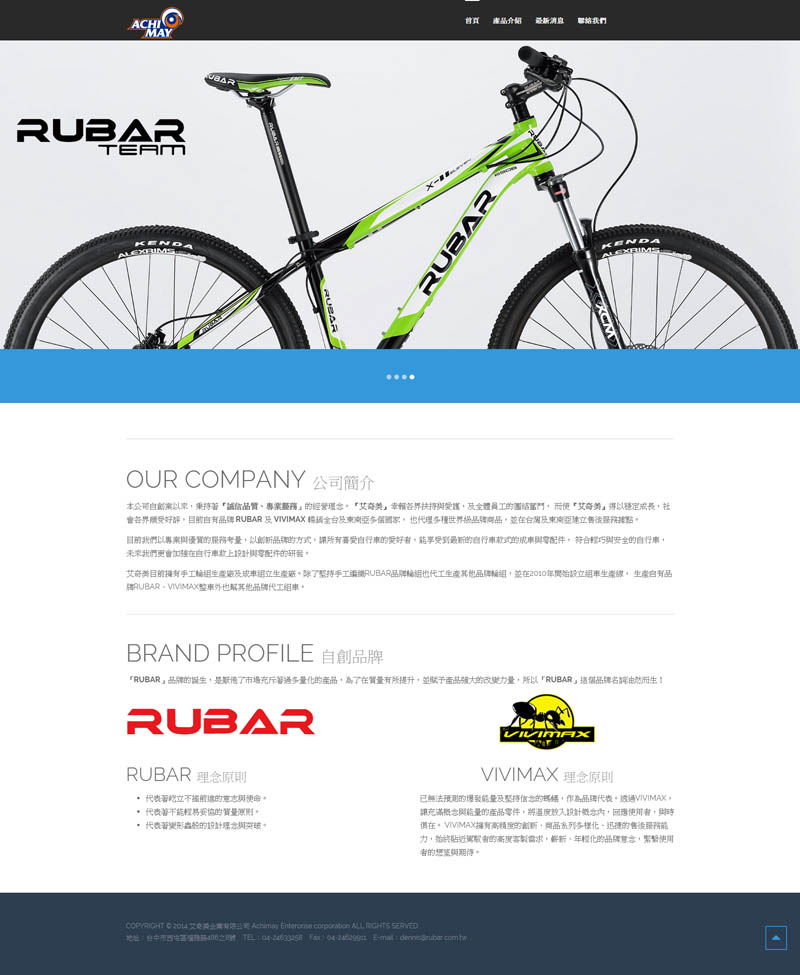 ACHI
MAY
首頁 產品介紹 最新消息 聯絡我們
RUBAR
TEAM
RUBAR
RUBAR
X-11 ELEVEN
RUBAR
RUBAR
KENDA
ALEXRIMS
KENDA
ALEXRIMS
XCM
OUR COMPANY 公司簡介
本公司自創業以來，秉持著「誠信品質、專業嚴務」的經營理念。「艾奇美」幸賴各界扶持與愛護，及全體員工的團結奮鬥， 而使「艾奇美」得以穩定成長，社
會各界頗受好評，目前自有品牌 RUBAR 及 VIVIMAX 暢銷全台及東南亞多個國家， 也代理多種世界級品牌商品，並在台灣及東南亞建立售後服務據點。
目前我們以專業與優質的服務考量，以創新品牌的方式，讓所有喜愛自行車的愛好者，能享受到最新的自行車款式的成車與零配件， 符合輕巧與安全的自行車，
未來我們更會加強在自行車款上設計與零配件的研發。
艾奇美目前擁有手工輪組生產廠及成車組立生產廠。除了堅持手工編織RUBAR品牌輪組也代工生產其他品牌輪組，並在2010年開始設立組車生產線， 生產自有品
牌RUBAR、VIVIMAX整車外也幫其他品牌代工組車。
BRAND PROFILE 自創品牌
「RUBAR」品牌的誕生，是厭倦了市場充斥著過多量化的產品，為了在質量有所提升，並賦予產品強大的改變力量，所以「RUBAR」這個品牌名詞油然而生！
RUBAR
VIVIMAX
RUBAR 理念原則
• 代表著屹立不搖前進的意志與使命。
• 代表著不能輕易妥協的質量原則。
• 代表著變形蟲般的設計理念與突破。
VIVIMAX 理念原則
已無法預測的爆發能量及堅持信念的螞蟻，作為品牌代表。透過VIVIMAX，
讓充滿概念與能量的產品零件，將溫度放入設計概念內，回應使用者，與時
俱在。 VIVIMAX擁有高精度的創新、商品系列多樣化、迅捷的售後服務能
力，始終貼近駕馭者的高度客製需求，嶄新、年輕化的品牌意念，緊繫使用
者的想望與期待。
COPYRIGHT © 2014 艾奇美企業有限公司 Achimay Enterorise corporation ALL RIGHTS SERVED .
地址：台中市西屯區福雅路486之8號 TEL：04-24633258 Fax：04-24629911 E-mail：dennis@rubar.com.tw